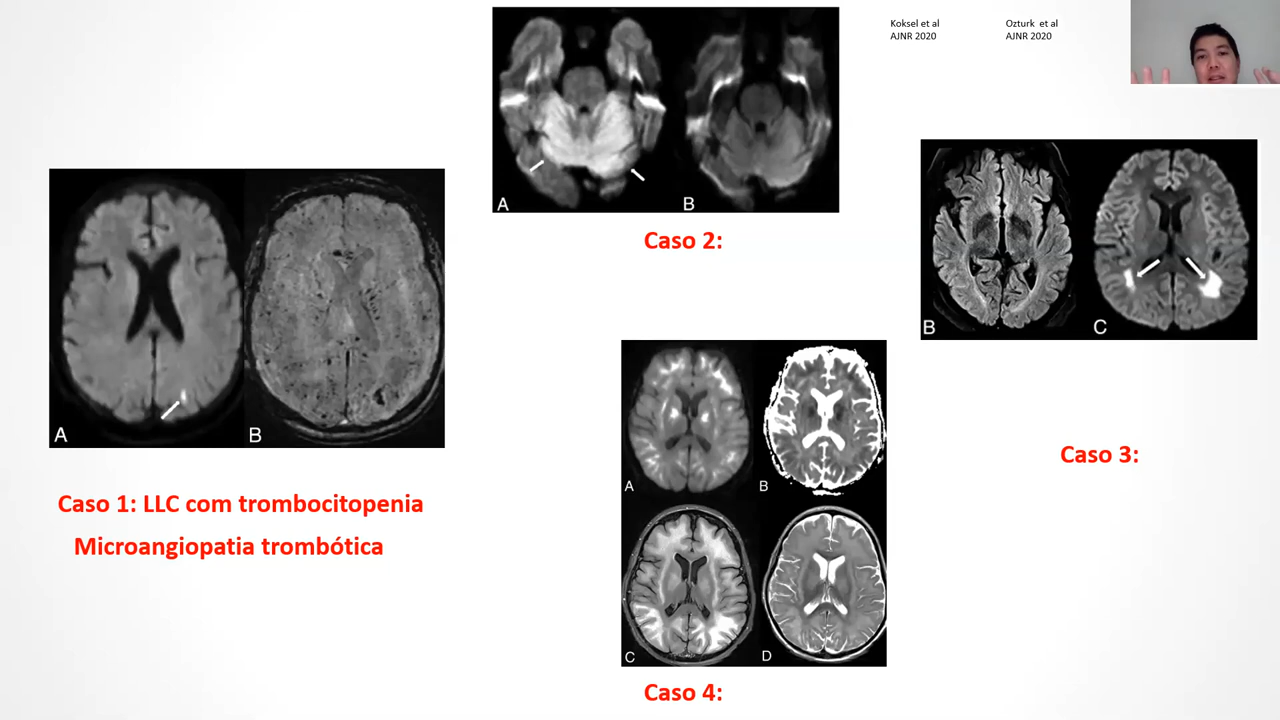 Koksel et al
AJNR 2020
Ozturk et al
AJNR 2020
A
B
Caso 2:
A
B
Caso 1: LLC com trombocitopenia
Microangiopatia trombótica
B
C
Caso 3:
A
B
C
D
Caso 4: